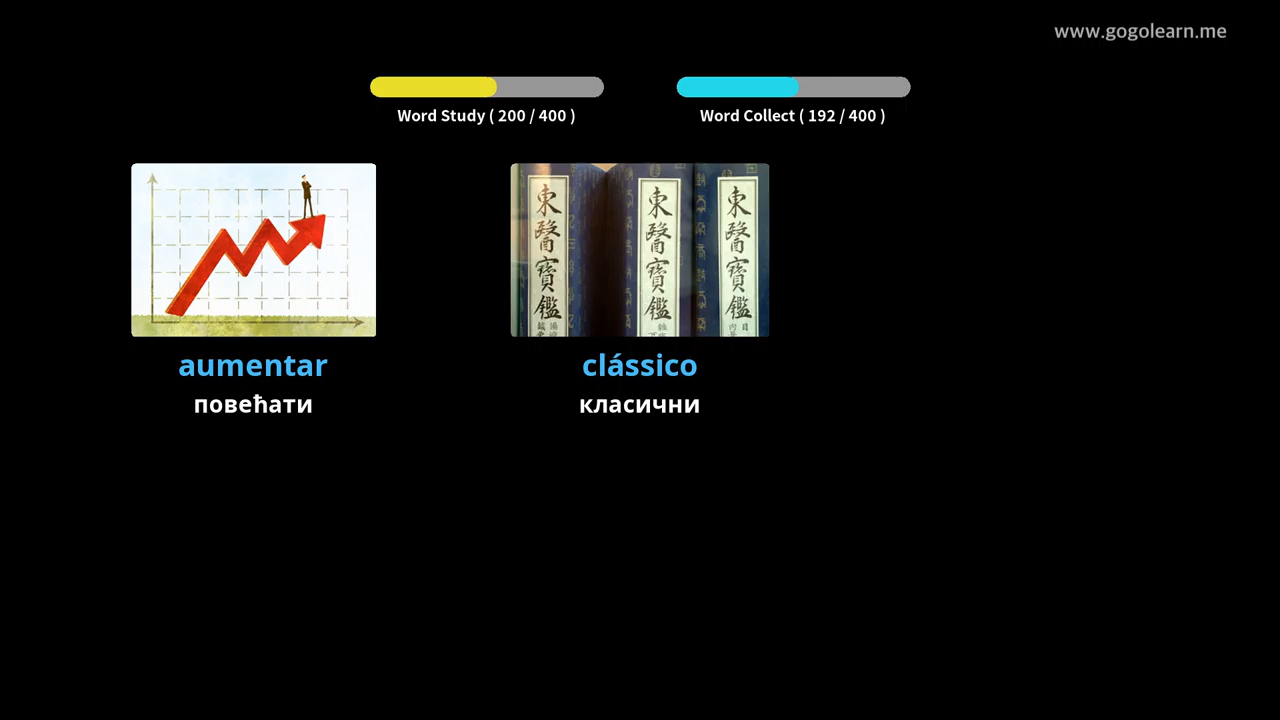 www.gogolearn.me
Word Study ( 200 / 400 )
Word Collect ( 192 / 400 )
東醫寶鑑
東醫寶鑑
東醫寶鑑
aumentar
clássico
повећати
класични